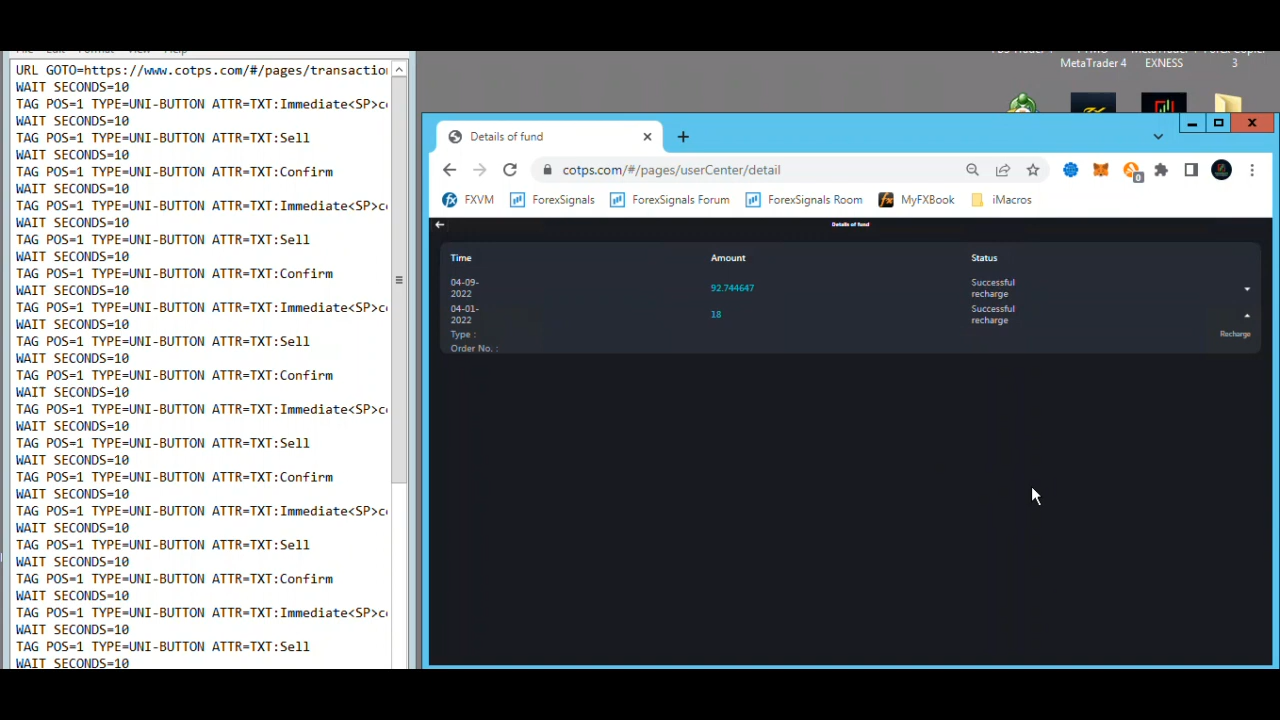 File Edit Format View Help
URL GOTO=https://www.cotps.com/#/pages/transaction
WAIT SECONDS=10
TAG POS=1 TYPE=UNI-BUTTON ATTR=TXT:Immediate<SP>c
WAIT SECONDS=10
TAG POS=1 TYPE=UNI-BUTTON ATTR=TXT:Sell
WAIT SECONDS=10
TAG POS=1 TYPE=UNI-BUTTON ATTR=TXT:Confirm
WAIT SECONDS=10
TAG POS=1 TYPE=UNI-BUTTON ATTR=TXT:Immediate<SP>c
WAIT SECONDS=10
TAG POS=1 TYPE=UNI-BUTTON ATTR=TXT:Sell
WAIT SECONDS=10
TAG POS=1 TYPE=UNI-BUTTON ATTR=TXT:Confirm
WAIT SECONDS=10
TAG POS=1 TYPE=UNI-BUTTON ATTR=TXT:Immediate<SP>c
WAIT SECONDS=10
TAG POS=1 TYPE=UNI-BUTTON ATTR=TXT:Sell
WAIT SECONDS=10
TAG POS=1 TYPE=UNI-BUTTON ATTR=TXT:Confirm
WAIT SECONDS=10
TAG POS=1 TYPE=UNI-BUTTON ATTR=TXT:Immediate<SP>c
WAIT SECONDS=10
TAG POS=1 TYPE=UNI-BUTTON ATTR=TXT:Sell
WAIT SECONDS=10
TAG POS=1 TYPE=UNI-BUTTON ATTR=TXT:Confirm
WAIT SECONDS=10
TAG POS=1 TYPE=UNI-BUTTON ATTR=TXT:Immediate<SP>c
WAIT SECONDS=10
TAG POS=1 TYPE=UNI-BUTTON ATTR=TXT:Sell
WAIT SECONDS=10
TAG POS=1 TYPE=UNI-BUTTON ATTR=TXT:Confirm
WAIT SECONDS=10
TAG POS=1 TYPE=UNI-BUTTON ATTR=TXT:Immediate<SP>c
WAIT SECONDS=10
TAG POS=1 TYPE=UNI-BUTTON ATTR=TXT:Sell
WAIT SECONDS=10
MetaTrader 4 EXNESS 3
Details of fund
cotps.com/#/pages/userCenter/detail
0
FXVM ForexSignals ForexSignals Forum ForexSignals Room MyFXBook iMacros
Details of fund
Time Amount Status
04-09-2022 92.744647 Successful recharge
04-01-2022 18 Successful recharge
Type : Recharge
Order No. :